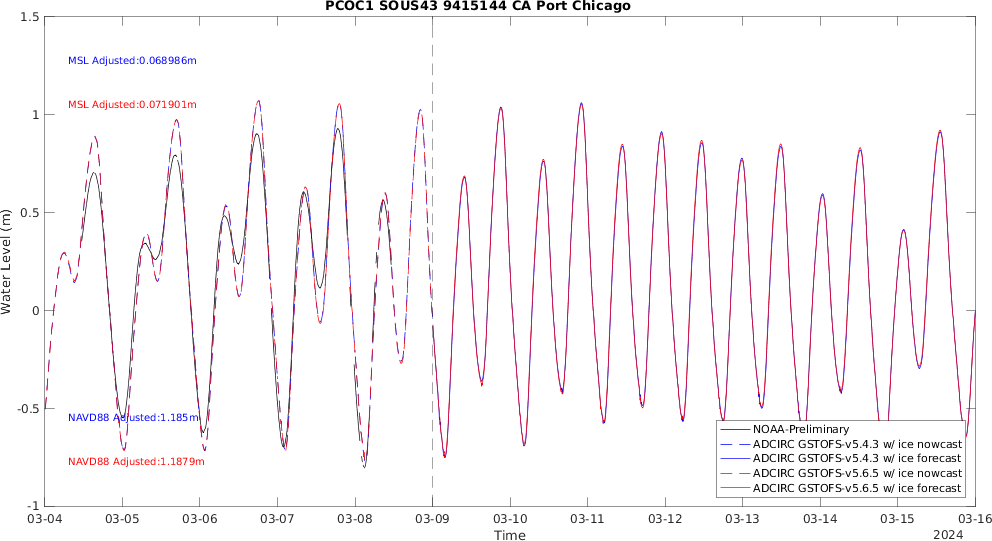 PCOC1 SOUS43 9415144 CA Port Chicago
1.5
MSL Adjusted:0.068986m
MSL Adjusted:0.071901m
1
0.5
Water Level (m)
0
-0.5
NAVD88 Adjusted:1.185m
NAVD88 Adjusted:1.1879m
NOAA-Preliminary
ADCIRC GSTOFS-v5.4.3 w/ ice nowcast
ADCIRC GSTOFS-v5.4.3 w/ ice forecast
ADCIRC GSTOFS-v5.6.5 w/ ice nowcast
ADCIRC GSTOFS-v5.6.5 w/ ice forecast
-1
03-04 03-05 03-06 03-07 03-08 03-09 03-10 03-11 03-12 03-13 03-14 03-15 03-16
Time
2024